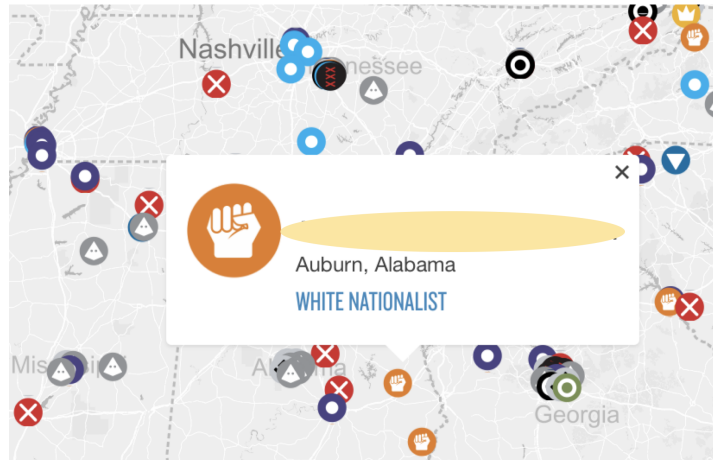 Nashville
Tennessee
×
Auburn, Alabama
WHITE NATIONALIST
Mississippi
Alabama
Georgia